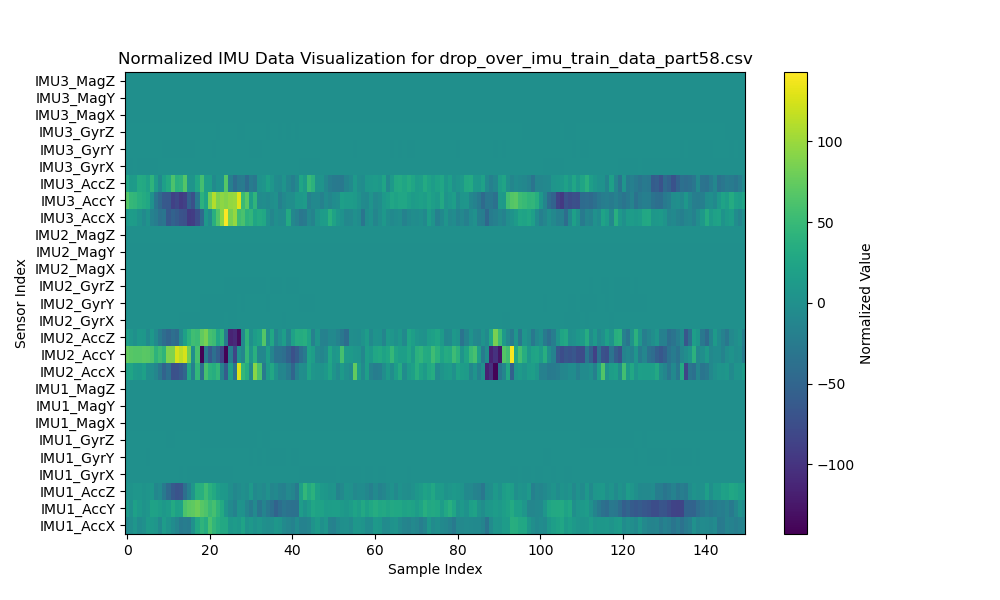 Normalized IMU Data Visualization for drop_over_imu_train_data_part58.csv
IMU3_MagZ
IMU3_MagY
IMU3_MagX
IMU3_GyrZ
IMU3_GyrY
IMU3_GyrX
IMU3_AccZ
IMU3_AccY
IMU3_AccX
IMU2_MagZ
IMU2_MagY
IMU2_MagX
IMU2_GyrZ
IMU2_GyrY
IMU2_GyrX
IMU2_AccZ
IMU2_AccY
IMU2_AccX
IMU1_MagZ
IMU1_MagY
IMU1_MagX
IMU1_GyrZ
IMU1_GyrY
IMU1_GyrX
IMU1_AccZ
IMU1_AccY
IMU1_AccX
Sensor Index
0 20 40 60 80 100 120 140
Sample Index
100
50
0
−50
−100
Normalized Value